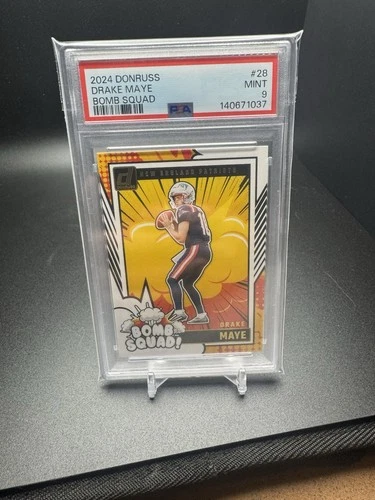 2024 DONRUSS #28
DRAKE MAYE MINT
BOMB SQUAD 9
PSA 140671037
D
NEW ENGLAND PATRIOTS
BOMB
SQUAD!
DRAKE
MAYE